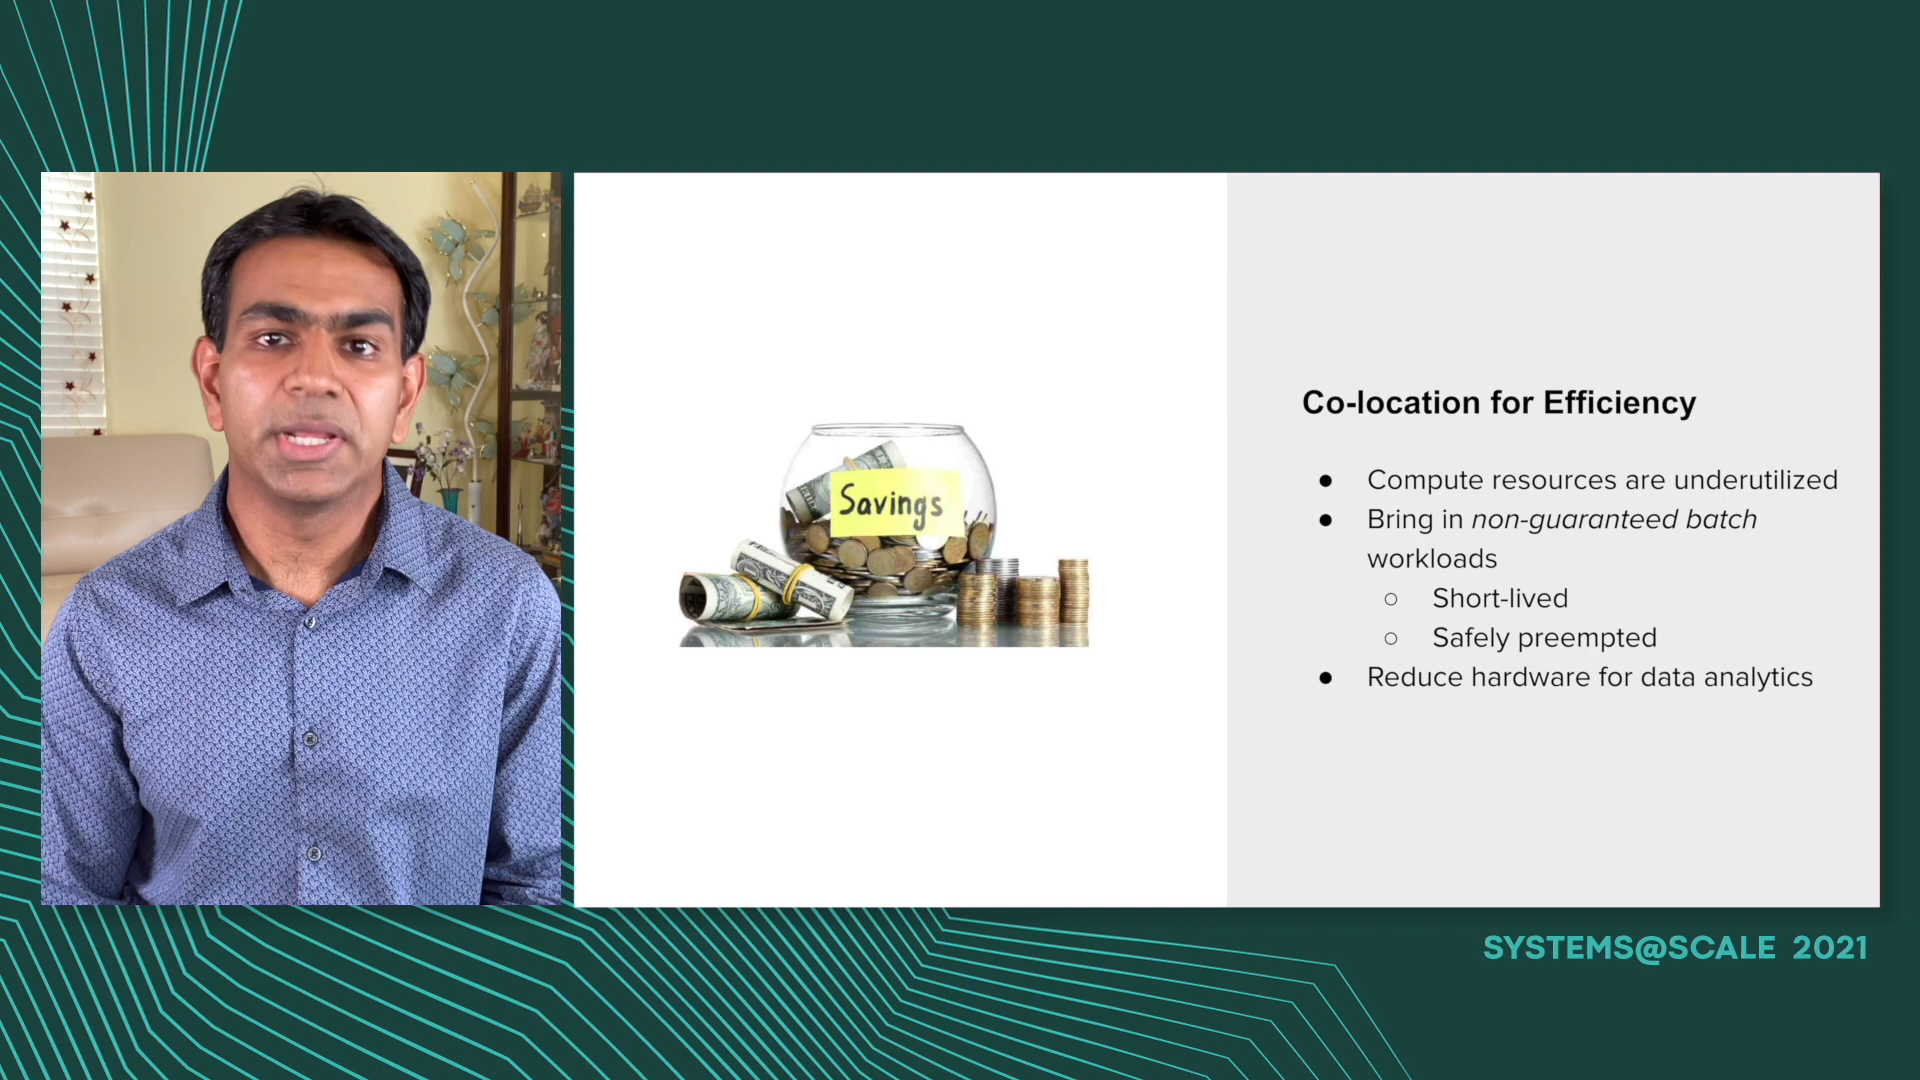 Savings
Co-location for Efficiency
● Compute resources are underutilized
● Bring in non-guaranteed batch
workloads
○ Short-lived
○ Safely preempted
● Reduce hardware for data analytics
SYSTEMS@SCALE 2021